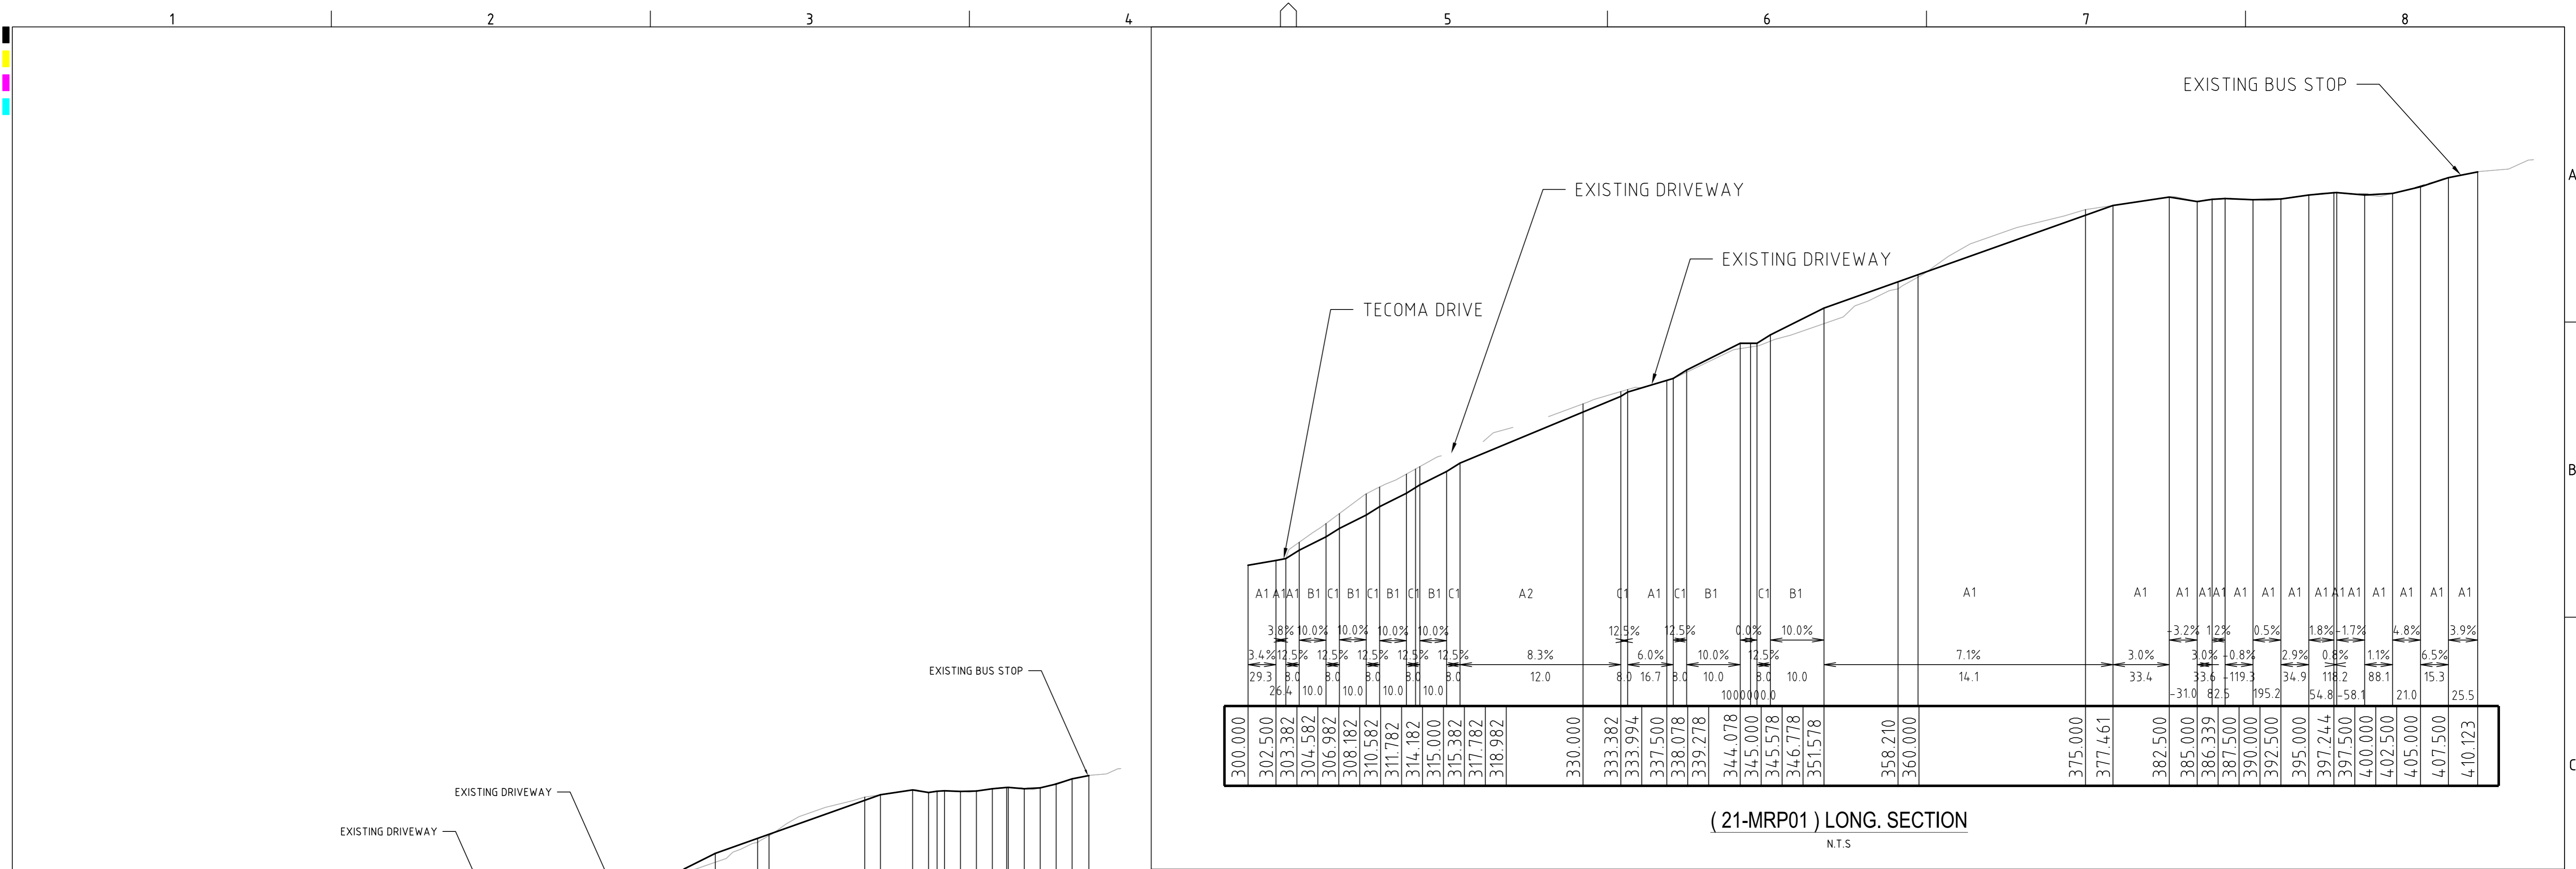 1 2 3 4 5 6 7 8
EXISTING BUS STOP
A
EXISTING DRIVEWAY
EXISTING DRIVEWAY
TECOMA DRIVE
B
A1 A1 A1 B1 C1 B1 C1 B1 C1 B1 C1 A2 C1 A1 C1 B1 C1 B1 A1 A1 A1 A1 A1 A1 A1 A1 A1 A1 A1 A1 A1 A1 A1
3.8% 10.0% 10.0% 10.0% 10.0% 12.5% 12.5% 0.0% 10.0% -3.2% 1.2% 0.5% 1.8% -1.7% 4.8% 3.9%
3.4% 12.5% 12.5% 12.5% 12.5% 12.5% 8.3% 6.0% 10.0% 12.5% 7.1% 3.0% 3.0% -0.8% 2.9% 0.8% 1.1% 6.5%
29.3 8.0 8.0 8.0 8.0 8.0 12.0 8.0 16.7 8.0 10.0 8.0 10.0 14.1 33.4 33.6 -119.3 34.9 118.2 88.1 15.3
26.4 10.0 10.0 10.0 10.0 1000000.0 -31.0 82.5 195.2 54.8 -58.1 21.0 25.5
300.000 302.500 303.382 304.582 306.982 308.182 310.582 311.782 314.182 315.000 315.382 317.782 318.982 330.000 333.382 333.994 337.500 338.078 339.278 344.078 345.000 345.578 346.778 351.578 358.210 360.000 375.000 377.461 382.500 385.000 386.339 387.500 390.000 392.500 395.000 397.244 397.500 400.000 402.500 405.000 407.500 410.123
C
( 21-MRP01 ) LONG. SECTION
N.T.S
EXISTING BUS STOP
EXISTING DRIVEWAY
EXISTING DRIVEWAY